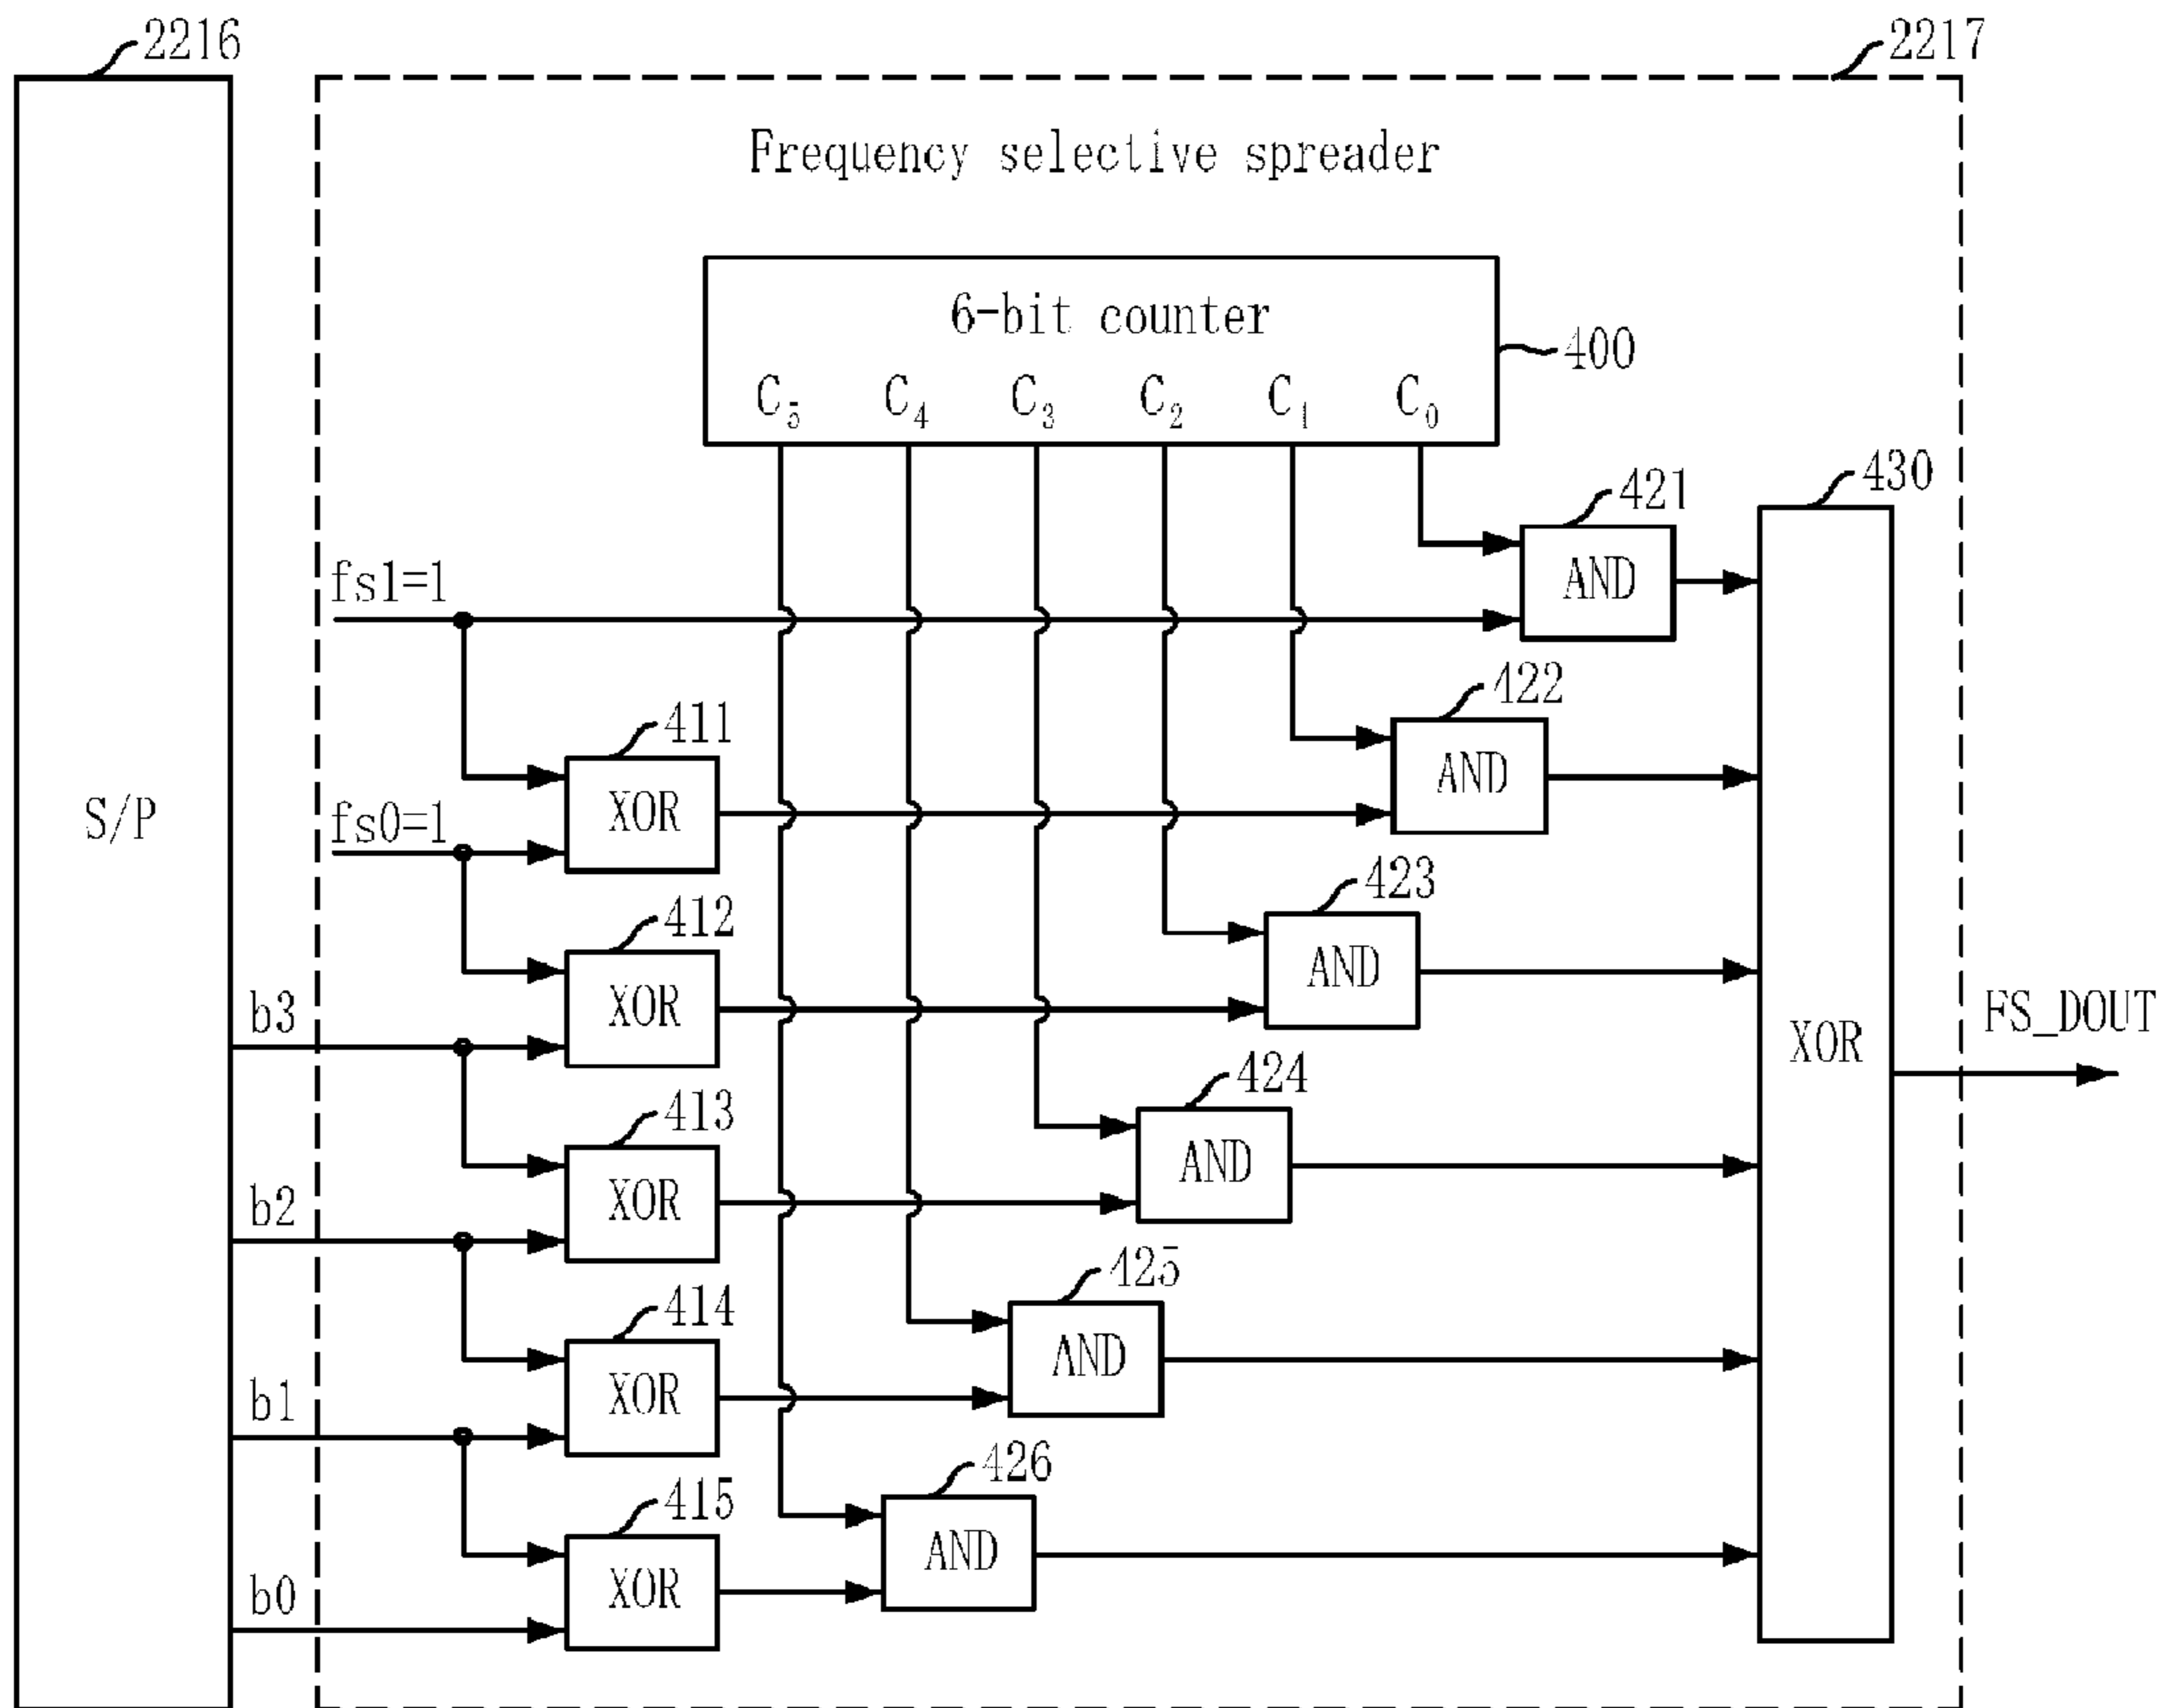 2216
2217
Frequency selective spreader
6-bit counter
C₅ C₄ C₃ C₂ C₁ C₀
400
430
421
AND
fs1=1
422
AND
411
XOR
fs0=1
S/P
423
AND
412
XOR
b3
FS_DOUT
XOR
424
AND
413
XOR
b2
425
AND
414
XOR
b1
426
AND
415
XOR
b0